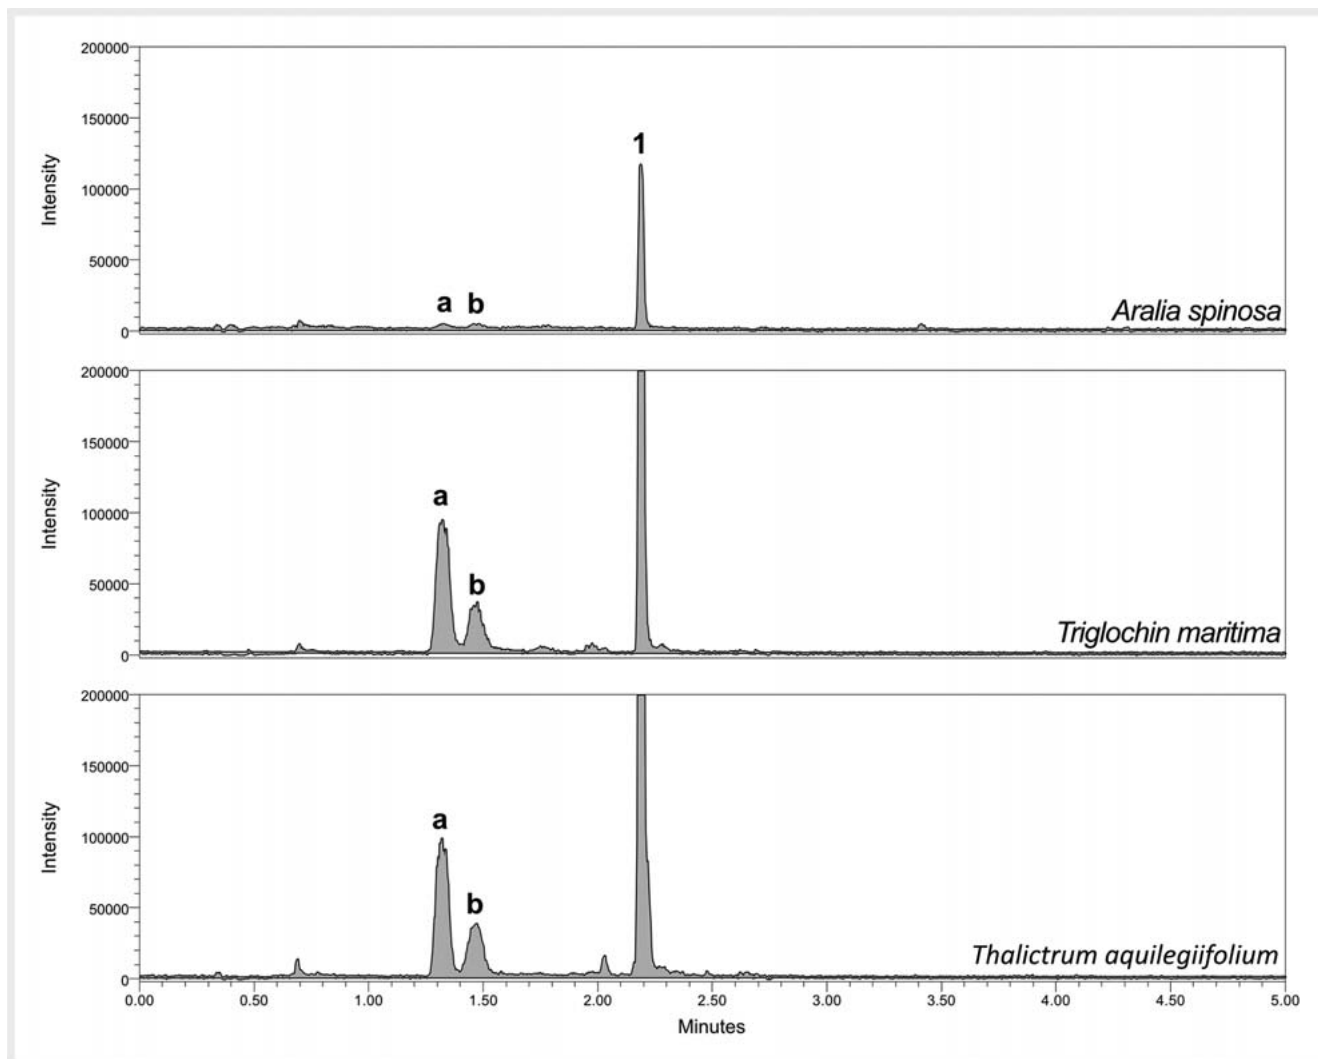 200000
150000
100000
50000
0
Intensity
1
a b
Aralia spinosa
200000
150000
100000
50000
0
Intensity
a
b
Triglochin maritima
200000
150000
100000
50000
0
Intensity
a
b
Thalictrum aquilegiifolium
0.00 0.50 1.00 1.50 2.00 2.50 3.00 3.50 4.00 4.50 5.00
Minutes